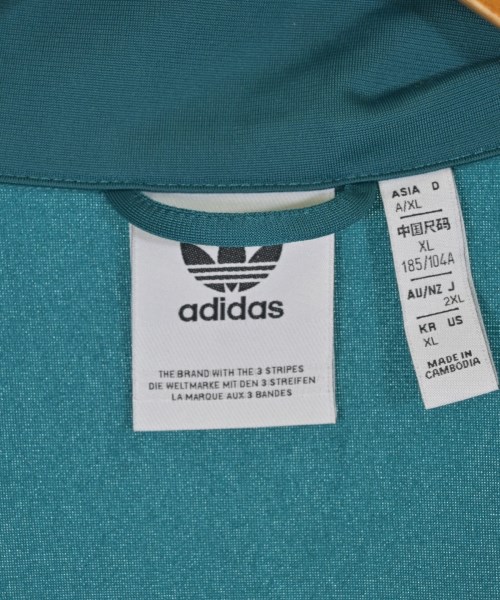 adidas
THE BRAND WITH THE 3 STRIPES
DIE WELTMARKE MIT DEN 3 STREIFEN
LA MARQUE AUX 3 BANDES
ASIA D
A/XL
中国尺码
XL
185/104A
AU/NZ J
2XL
KR US
XL
MADE IN
CAMBODIA